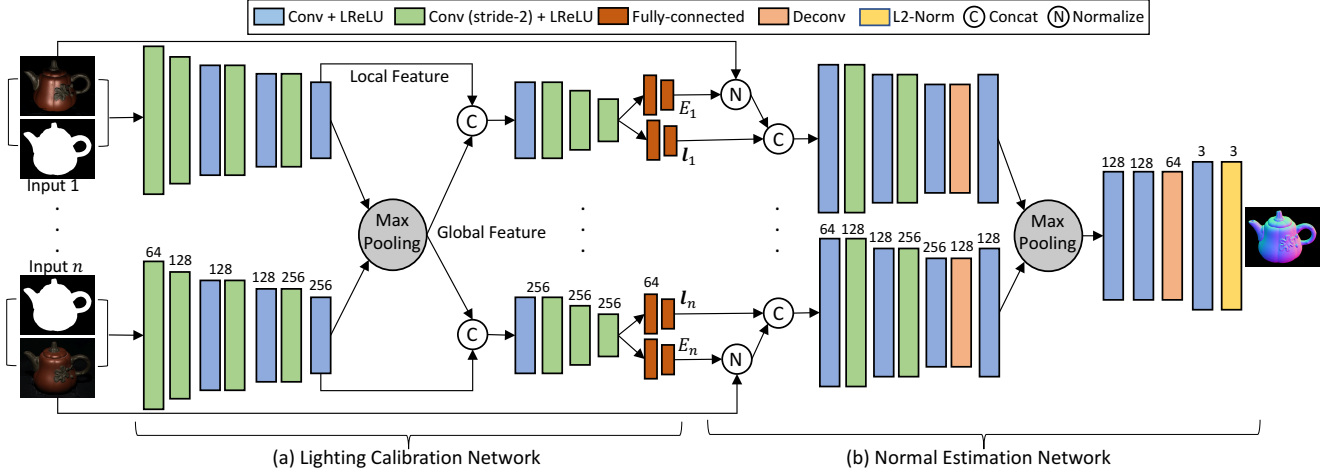 Conv + LReLU Conv (stride-2) + LReLU Fully-connected Deconv L2-Norm C Concat N Normalize
Local Feature
E₁ N
C
C
l₁
Input 1
3 3
128 128 64
Max
Pooling
Max
Pooling
Global Feature
Input n
64 128 128 128 256 256
256 256 256 64
lₙ
C
C
Eₙ
N
64 128 128 256 256 128 128
(a) Lighting Calibration Network
(b) Normal Estimation Network